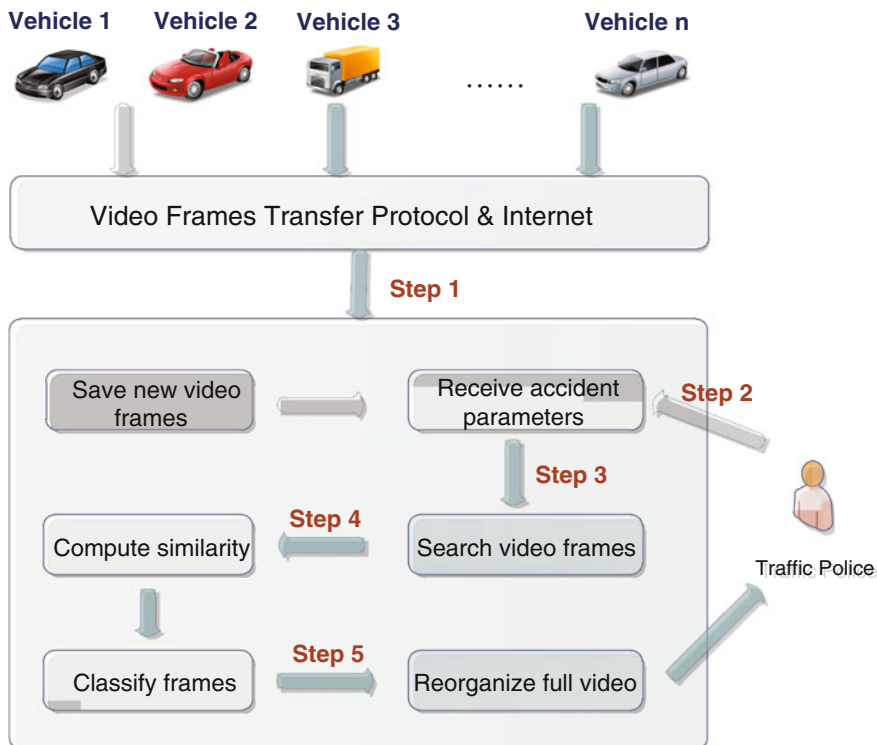 Vehicle 1
Vehicle 2
Vehicle 3
Vehicle n
......
Video Frames Transfer Protocol & Internet
Step 1
Save new video
frames
Receive accident
parameters
Step 2
Step 3
Step 4
Compute similarity
Search video frames
Traffic Police
Step 5
Classify frames
Reorganize full video